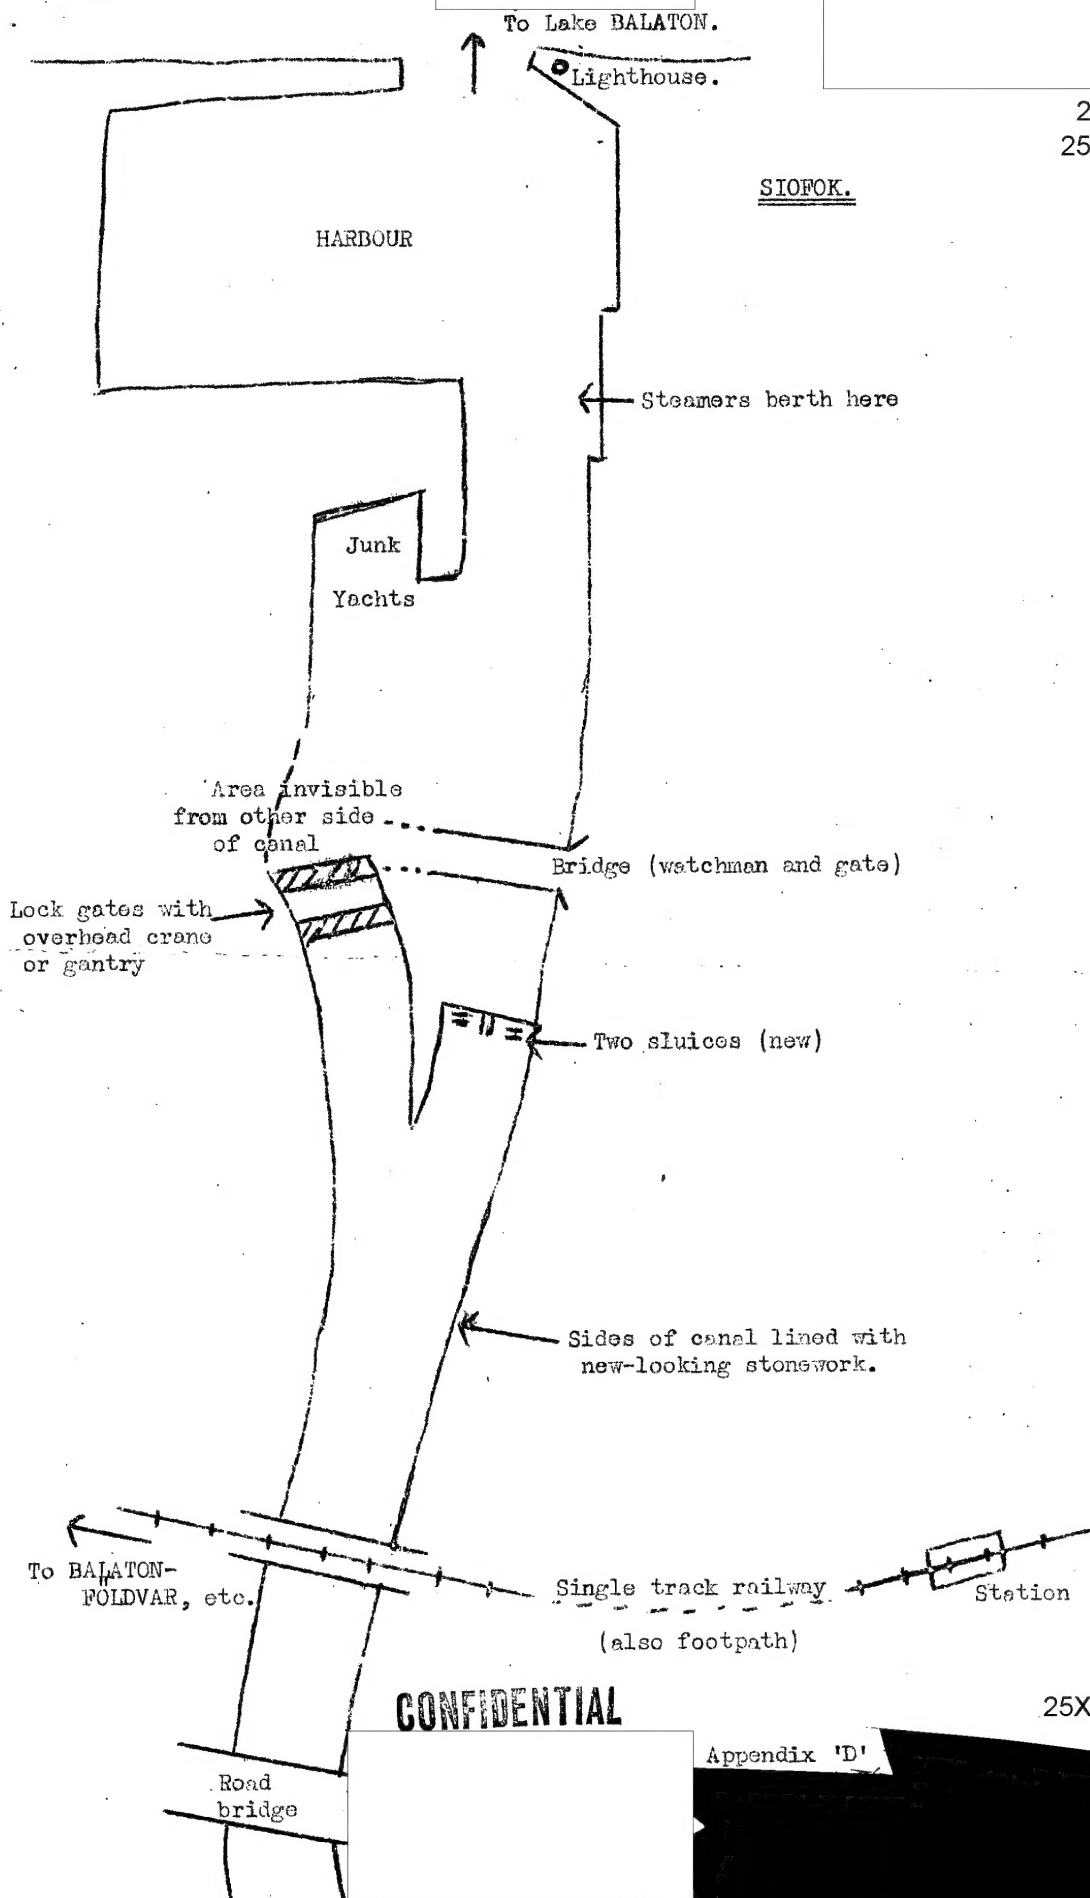 To Lake BALATON.
Lighthouse.
2
25
SIOFOK.
HARBOUR
Steamers berth here
Junk
Yachts
Area invisible
from other side
of canal
Bridge (watchman and gate)
Lock gates with
overhead crane
or gantry
Two sluices (new)
Sides of canal lined with
new-looking stonework.
To BALATON-
FÖLDVAR, etc.
Single track railway
Station
(also footpath)
CONFIDENTIAL
25X
Appendix 'D'
Road
bridge